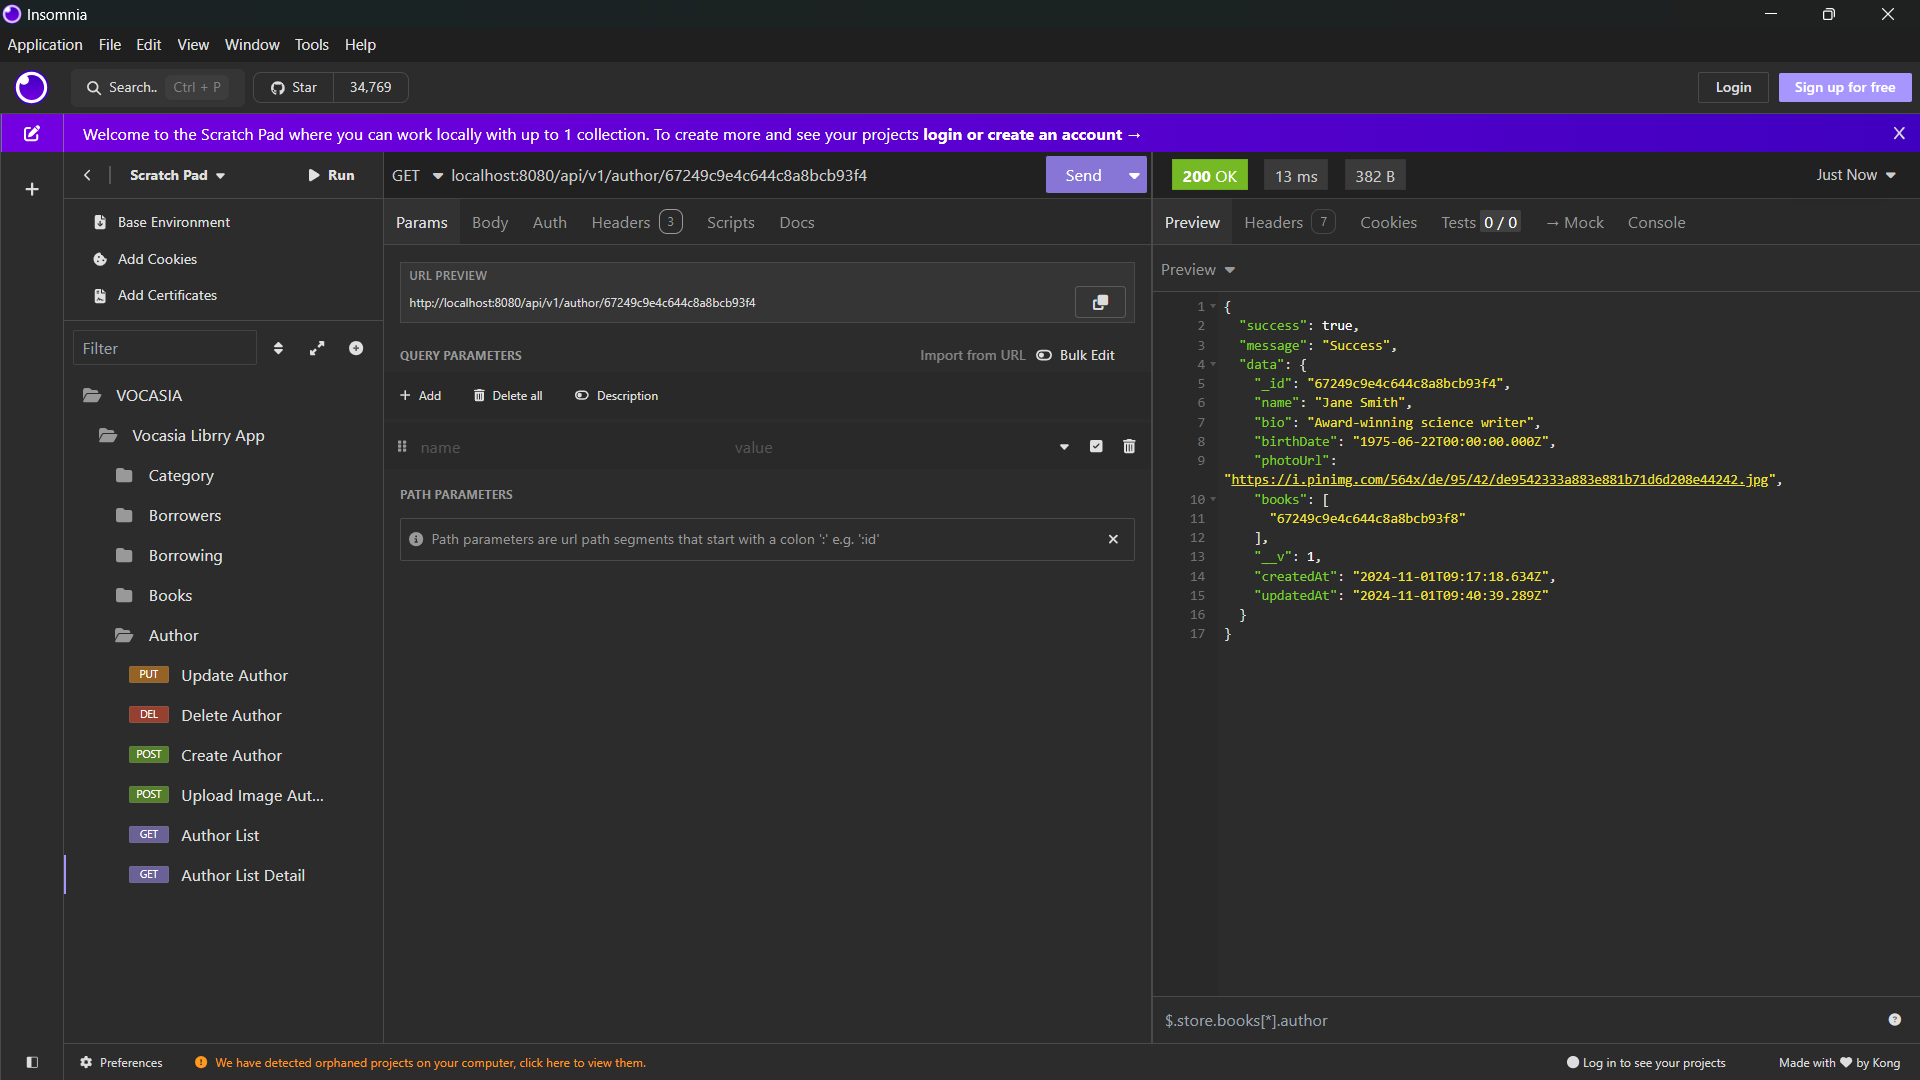 Insomnia
Application File Edit View Window Tools Help
Search.. Ctrl + P Star 34,769 Login Sign up for free
Welcome to the Scratch Pad where you can work locally with up to 1 collection. To create more and see your projects login or create an account →
Scratch Pad Run
Base Environment
Add Cookies
Add Certificates
Filter
VOCASIA
Vocasia Librry App
Category
Borrowers
Borrowing
Books
Author
PUT Update Author
DEL Delete Author
POST Create Author
POST Upload Image Aut...
GET Author List
GET Author List Detail
GET localhost:8080/api/v1/author/67249c9e4c644c8a8bcb93f4 Send
Params Body Auth Headers 3 Scripts Docs
URL PREVIEW
http://localhost:8080/api/v1/author/67249c9e4c644c8a8bcb93f4
QUERY PARAMETERS Import from URL Bulk Edit
+ Add Delete all Description
name value
PATH PARAMETERS
Path parameters are url path segments that start with a colon ':' e.g. ':id'
200 OK 13 ms 382 B Just Now
Preview Headers 7 Cookies Tests 0 / 0 → Mock Console
Preview
1 {
2 "success": true,
3 "message": "Success",
4 "data": {
5 "_id": "67249c9e4c644c8a8bcb93f4",
6 "name": "Jane Smith",
7 "bio": "Award-winning science writer",
8 "birthDate": "1975-06-22T00:00:00.000Z",
9 "photoUrl":
"https://i.pinimg.com/564x/de/95/42/de9542333a883e881b71d6d208e44242.jpg",
10 "books": [
11 "67249c9e4c644c8a8bcb93f8"
12 ],
13 "__v": 1,
14 "createdAt": "2024-11-01T09:17:18.634Z",
15 "updatedAt": "2024-11-01T09:40:39.289Z"
16 }
17 }
$.store.books[*].author
Preferences We have detected orphaned projects on your computer, click here to view them. Log in to see your projects Made with ♥ by Kong